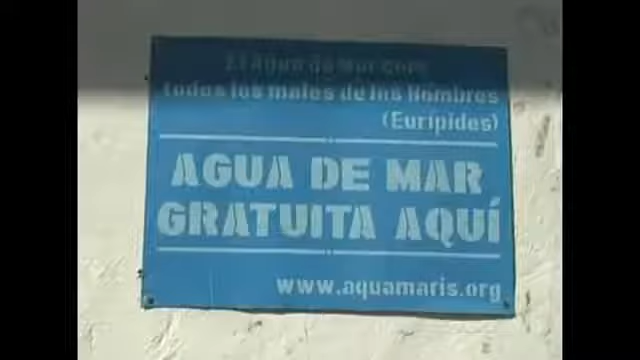 El agua de mar cura
todos los males de los hombres
(Eurípides)
AGUA DE MAR
GRATUITA AQUÍ
www.aquamaris.org